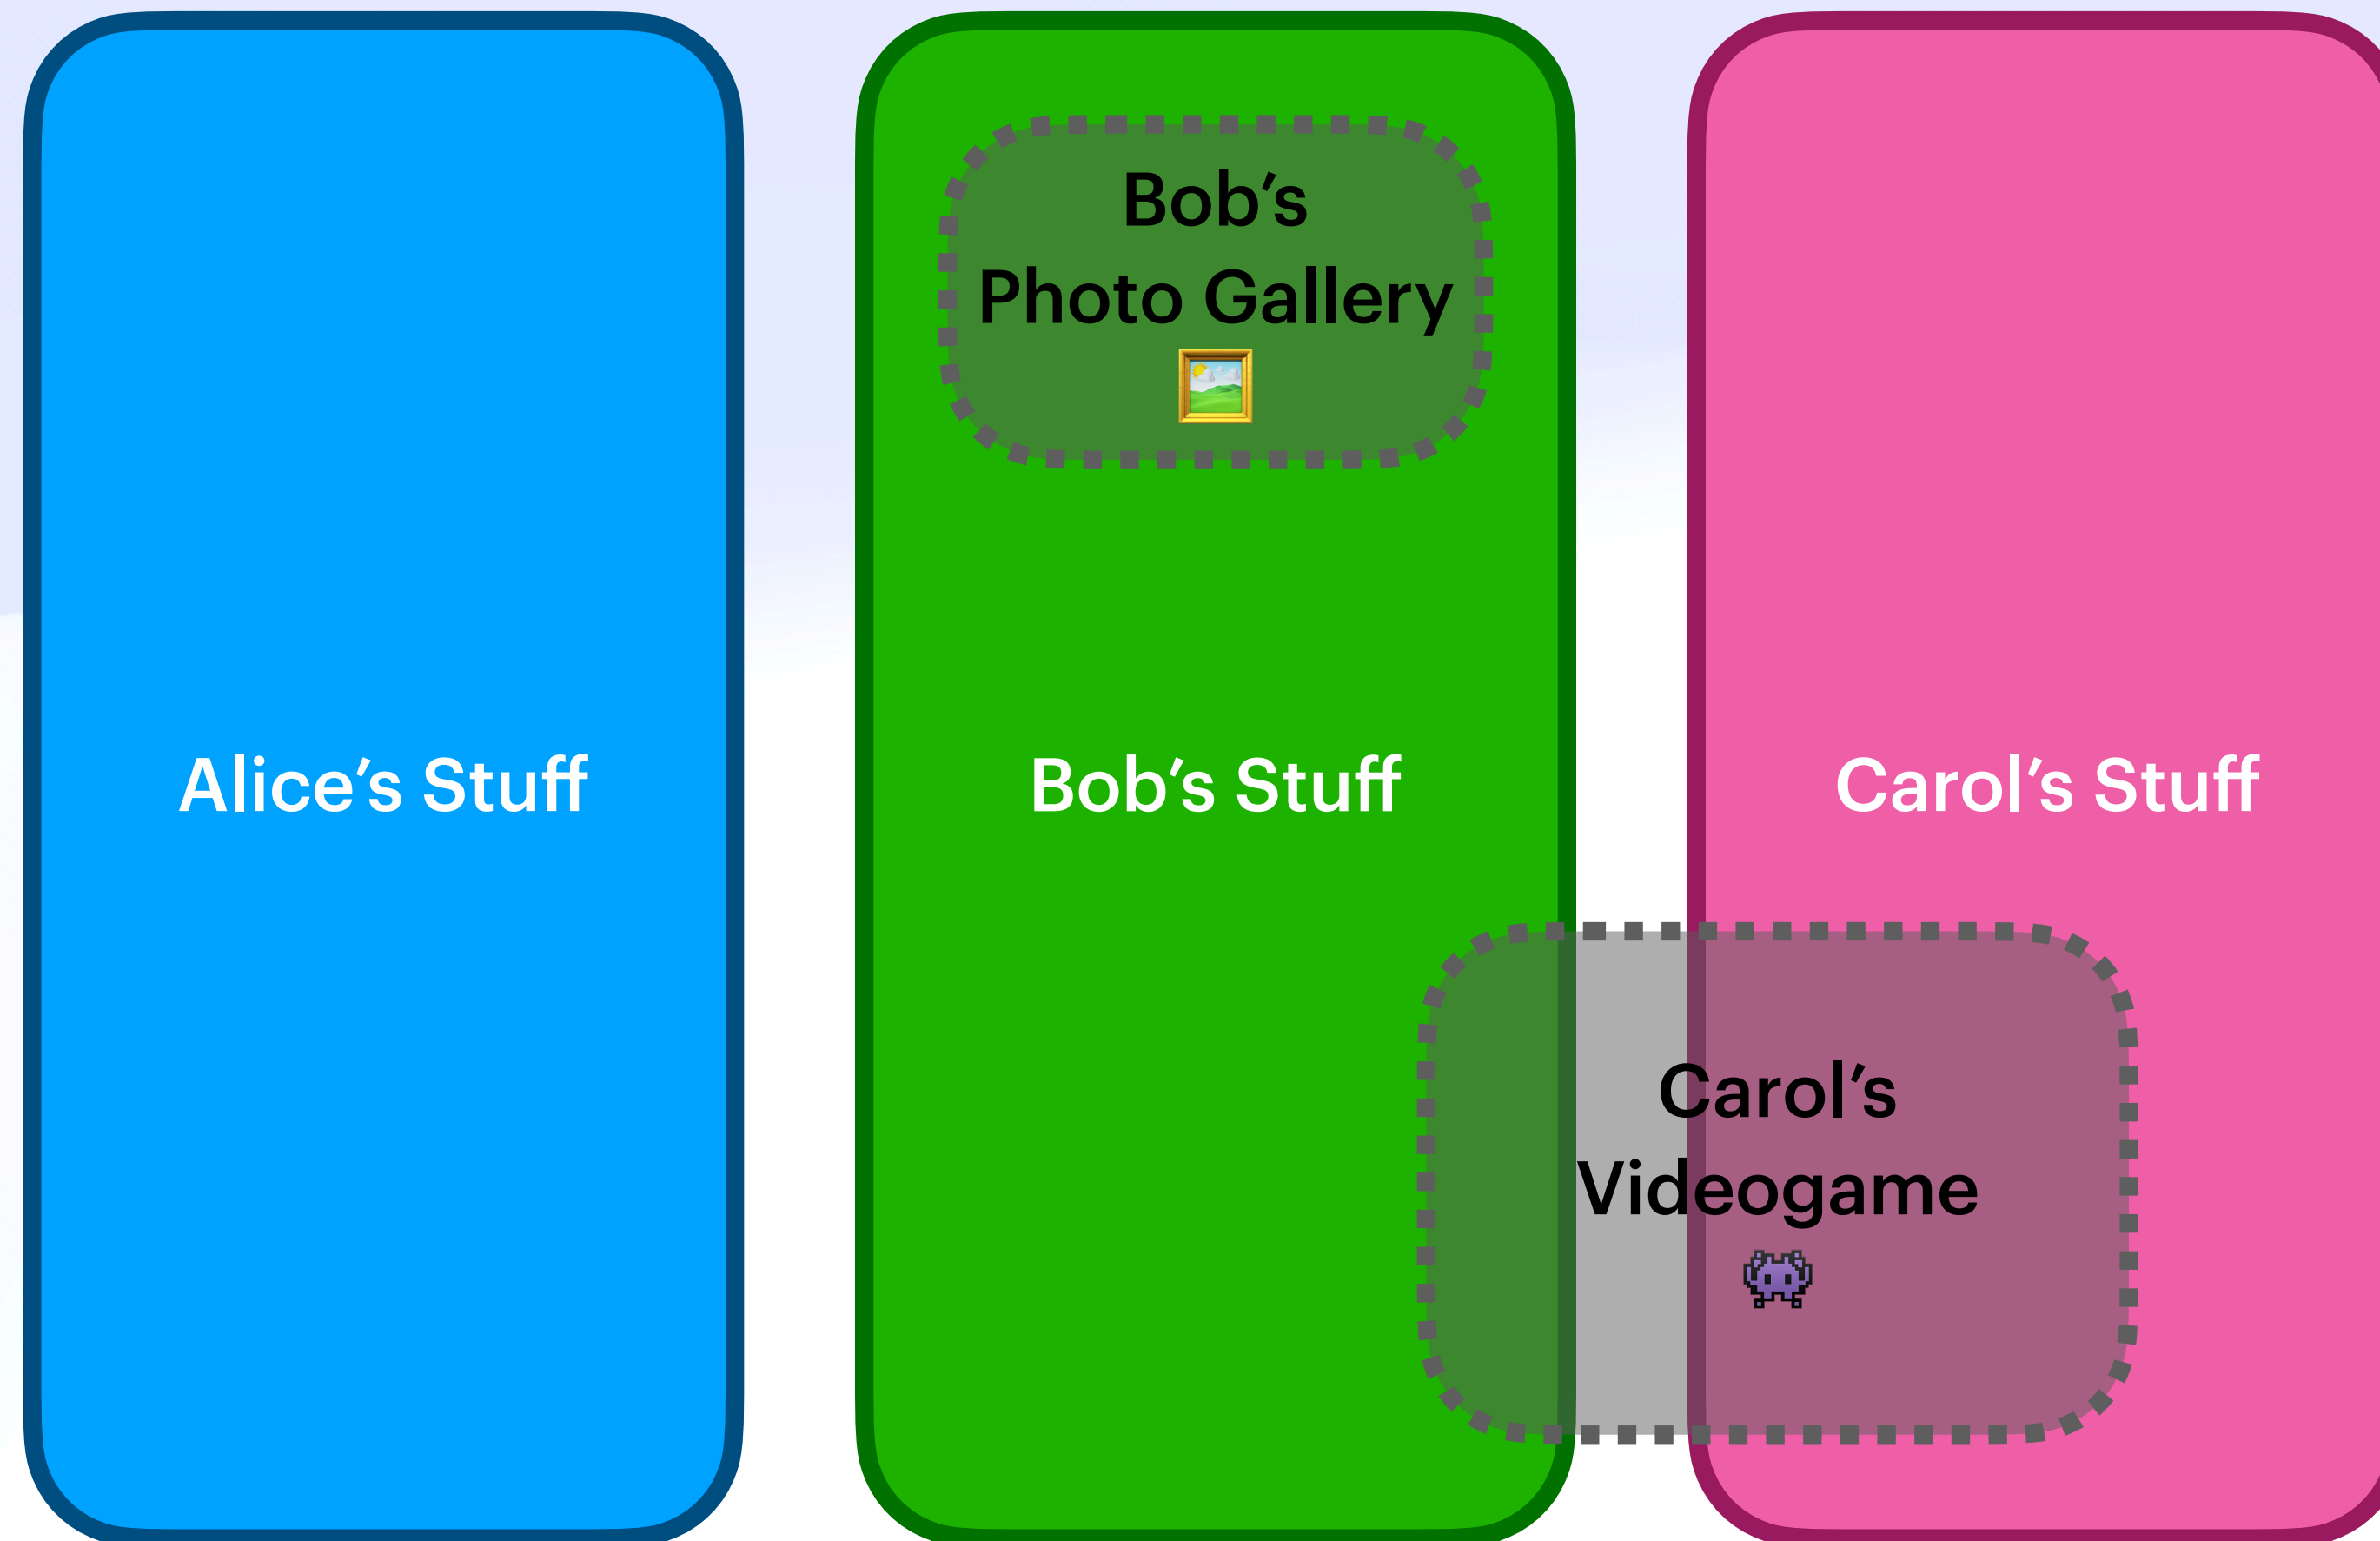 Bob's
Photo Gallery
Alice's Stuff
Bob's Stuff
Carol's Stuff
Carol's
Videogame